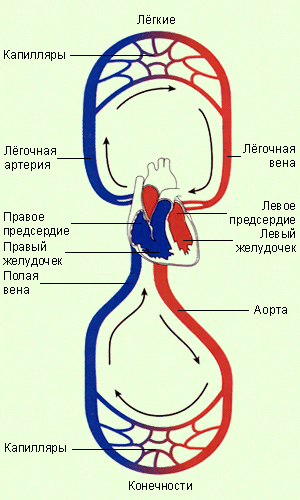 Лёгкие
Капилляры
Лёгочная
артерия
Лёгочная
вена
Правое
предсердие
Правый
желудочек
Полая
вена
Левое
предсердие
Левый
желудочек
Аорта
Капилляры
Конечности